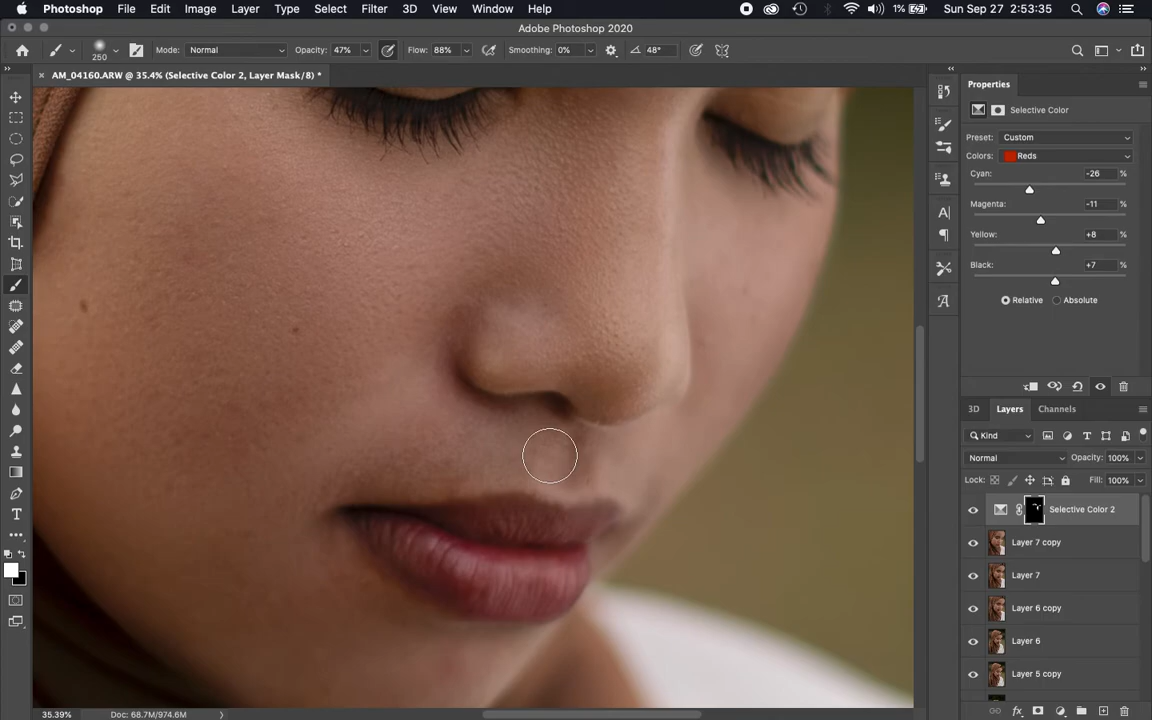 Photoshop File Edit Image Layer Type Select Filter 3D View Window Help 1% Sun Sep 27 2:53:35
Adobe Photoshop 2020
250 Mode: Normal Opacity: 47% Flow: 88% Smoothing: 0% 48°
AM_04160.ARW @ 35.4% (Selective Color 2, Layer Mask/8) *
Properties
Selective Color
Preset: Custom
Colors: Reds
Cyan: -26 %
Magenta: -11 %
Yellow: +8 %
Black: +7 %
Relative Absolute
3D Layers Channels
Kind
Normal Opacity: 100%
Lock: Fill: 100%
Selective Color 2
Layer 7 copy
Layer 7
Layer 6 copy
Layer 6
Layer 5 copy
35.39% Doc: 68.7M/974.6M